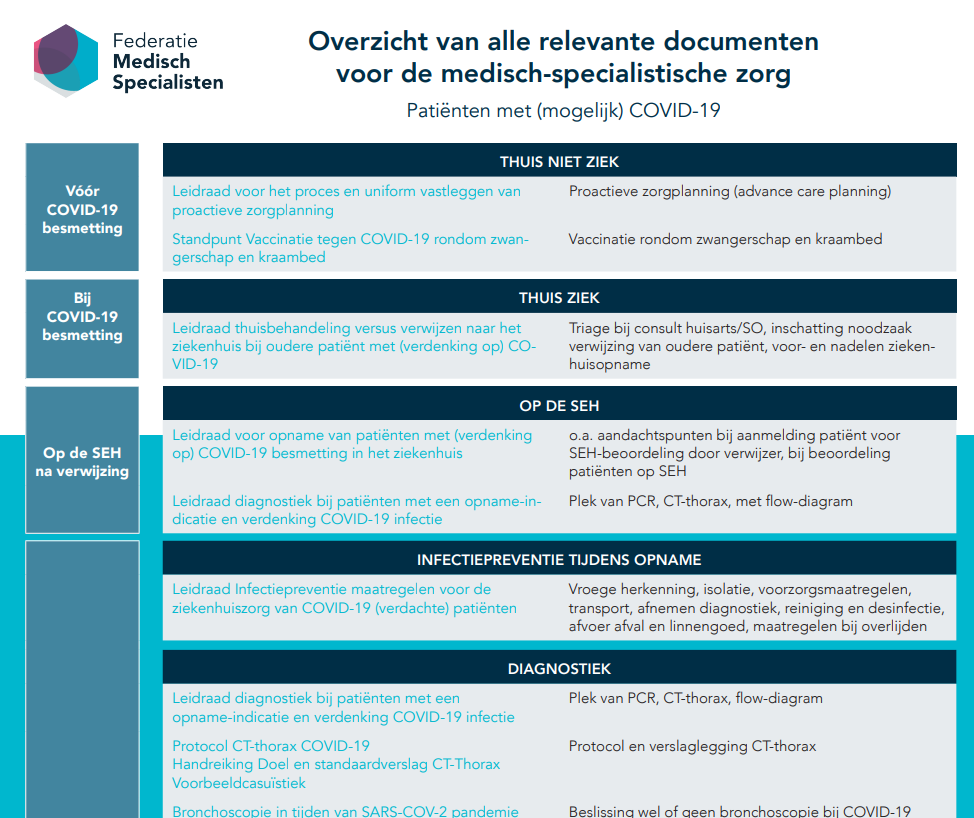 Federatie
Medisch
Specialisten
Overzicht van alle relevante documenten
voor de medisch-specialistische zorg
Patiënten met (mogelijk) COVID-19
Vóór
COVID-19
besmetting
THUIS NIET ZIEK
Leidraad voor het proces en uniform vastleggen van
proactieve zorgplanning
Proactieve zorgplanning (advance care planning)
Standpunt Vaccinatie tegen COVID-19 rondom zwan-
gerschap en kraambed
Vaccinatie rondom zwangerschap en kraambed
Bij
COVID-19
besmetting
THUIS ZIEK
Leidraad thuisbehandeling versus verwijzen naar het
ziekenhuis bij oudere patiënt met (verdenking op) CO-
VID-19
Triage bij consult huisarts/SO, inschatting noodzaak
verwijzing van oudere patiënt, voor- en nadelen zieken-
huisopname
Op de SEH
na verwijzing
OP DE SEH
Leidraad voor opname van patiënten met (verdenking
op) COVID-19 besmetting in het ziekenhuis
o.a. aandachtspunten bij aanmelding patiënt voor
SEH-beoordeling door verwijzer, bij beoordeling
patiënten op SEH
Leidraad diagnostiek bij patiënten met een opname-in-
dicatie en verdenking COVID-19 infectie
Plek van PCR, CT-thorax, met flow-diagram
INFECTIEPREVENTIE TIJDENS OPNAME
Leidraad Infectiepreventie maatregelen voor de
ziekenhuiszorg van COVID-19 (verdachte) patiënten
Vroege herkenning, isolatie, voorzorgsmaatregelen,
transport, afnemen diagnostiek, reiniging en desinfectie,
afvoer afval en linnengoed, maatregelen bij overlijden
DIAGNOSTIEK
Leidraad diagnostiek bij patiënten met een
opname-indicatie en verdenking COVID-19 infectie
Plek van PCR, CT-thorax, flow-diagram
Protocol CT-thorax COVID-19
Handreiking Doel en standaardverslag CT-Thorax
Voorbeeldcasuïstiek
Protocol en verslaglegging CT-thorax
Bronchoscopie in tijden van SARS-COV-2 pandemie
Beslissing wel of geen bronchoscopie bij COVID-19